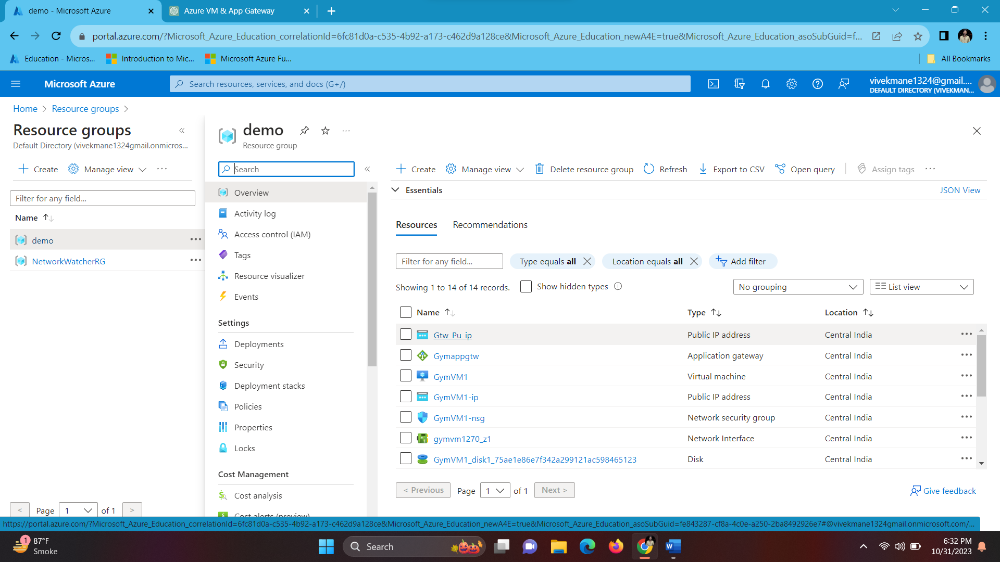 demo - Microsoft Azure
Azure VM & App Gateway
portal.azure.com/?Microsoft_Azure_Education_correlationId=6fc81d0a-c535-4b92-a173-c462d9a128ce&Microsoft_Azure_Education_newA4E=true&Microsoft_Azure_Education_asoSubGuid=f...
Education - Micros...
Introduction to Mic...
Microsoft Azure Fu...
All Bookmarks
Microsoft Azure
Search resources, services, and docs (G+/)
vivekmane1324@gmail....
DEFAULT DIRECTORY (VIVEKMAN...
Home > Resource groups >
Resource groups
Default Directory (vivekmane1324gmail.onmicros...
Create
Manage view
Filter for any field...
Name
demo
NetworkWatcherRG
< Page 1 of 1 >
demo
Resource group
Search
Overview
Activity log
Access control (IAM)
Tags
Resource visualizer
Events
Settings
Deployments
Security
Deployment stacks
Policies
Properties
Locks
Cost Management
Cost analysis
Cost alerts (preview)
Create
Manage view
Delete resource group
Refresh
Export to CSV
Open query
Assign tags
Essentials
JSON View
Resources
Recommendations
Filter for any field...
Type equals all
Location equals all
Add filter
Showing 1 to 14 of 14 records.
Show hidden types
No grouping
List view
Name Type Location
Gtw_Pu_ip Public IP address Central India
Gymappgtw Application gateway Central India
GymVM1 Virtual machine Central India
GymVM1-ip Public IP address Central India
GymVM1-nsg Network security group Central India
gymvm1270_z1 Network Interface Central India
GymVM1_disk1_75ae1e86e7f342a299121ac598465123 Disk Central India
< Previous Page 1 of 1 Next >
Give feedback
https://portal.azure.com/?Microsoft_Azure_Education_correlationId=6fc81d0a-c535-4b92-a173-c462d9a128ce&Microsoft_Azure_Education_newA4E=true&Microsoft_Azure_Education_asoSubGuid=fe843287-cf8a-4c0e-a250-2ba8492926e7#@vivekmane1324gmail.onmicrosoft.com/...
1
87°F
Smoke
Search
6:32 PM
10/31/2023